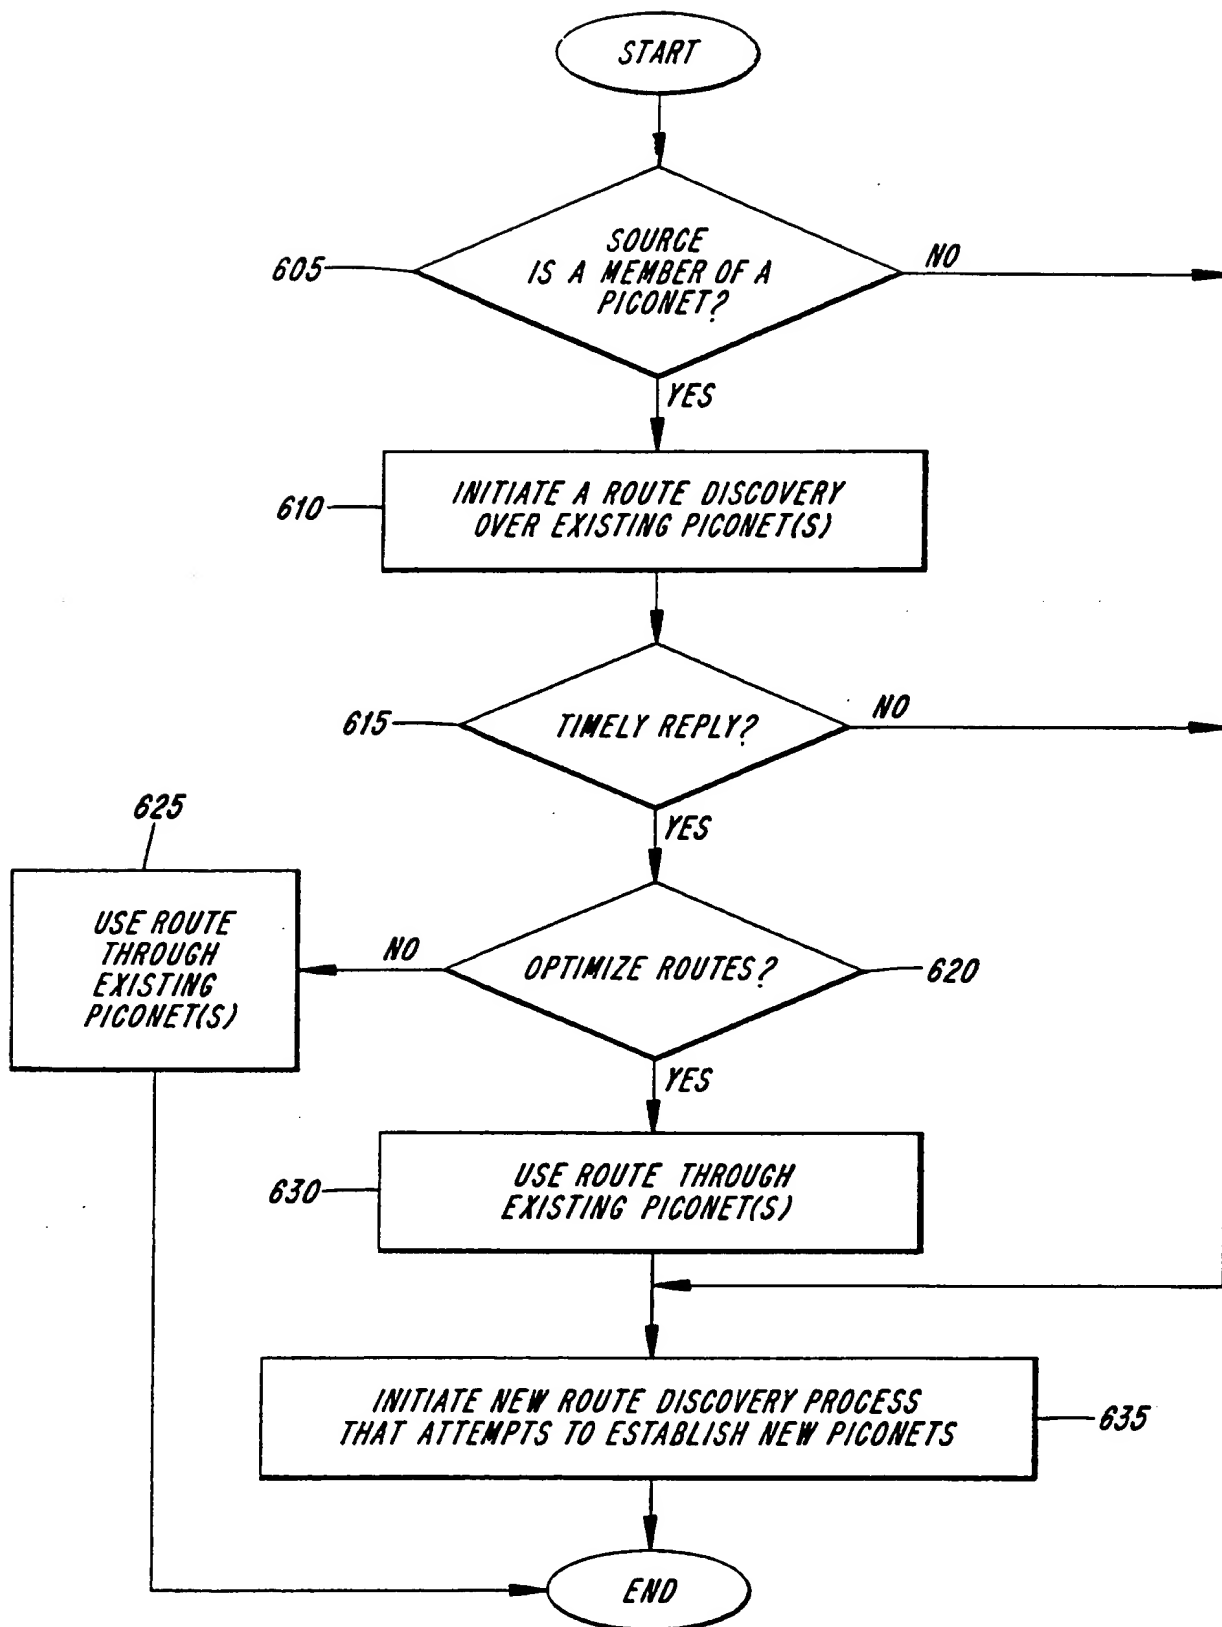 START
605
SOURCE
IS A MEMBER OF A
PICONET?
NO
YES
610
INITIATE A ROUTE DISCOVERY
OVER EXISTING PICONET(S)
615
TIMELY REPLY?
NO
YES
625
USE ROUTE
THROUGH
EXISTING
PICONET(S)
NO
OPTIMIZE ROUTES?
620
YES
630
USE ROUTE THROUGH
EXISTING PICONET(S)
INITIATE NEW ROUTE DISCOVERY PROCESS
THAT ATTEMPTS TO ESTABLISH NEW PICONETS
635
END